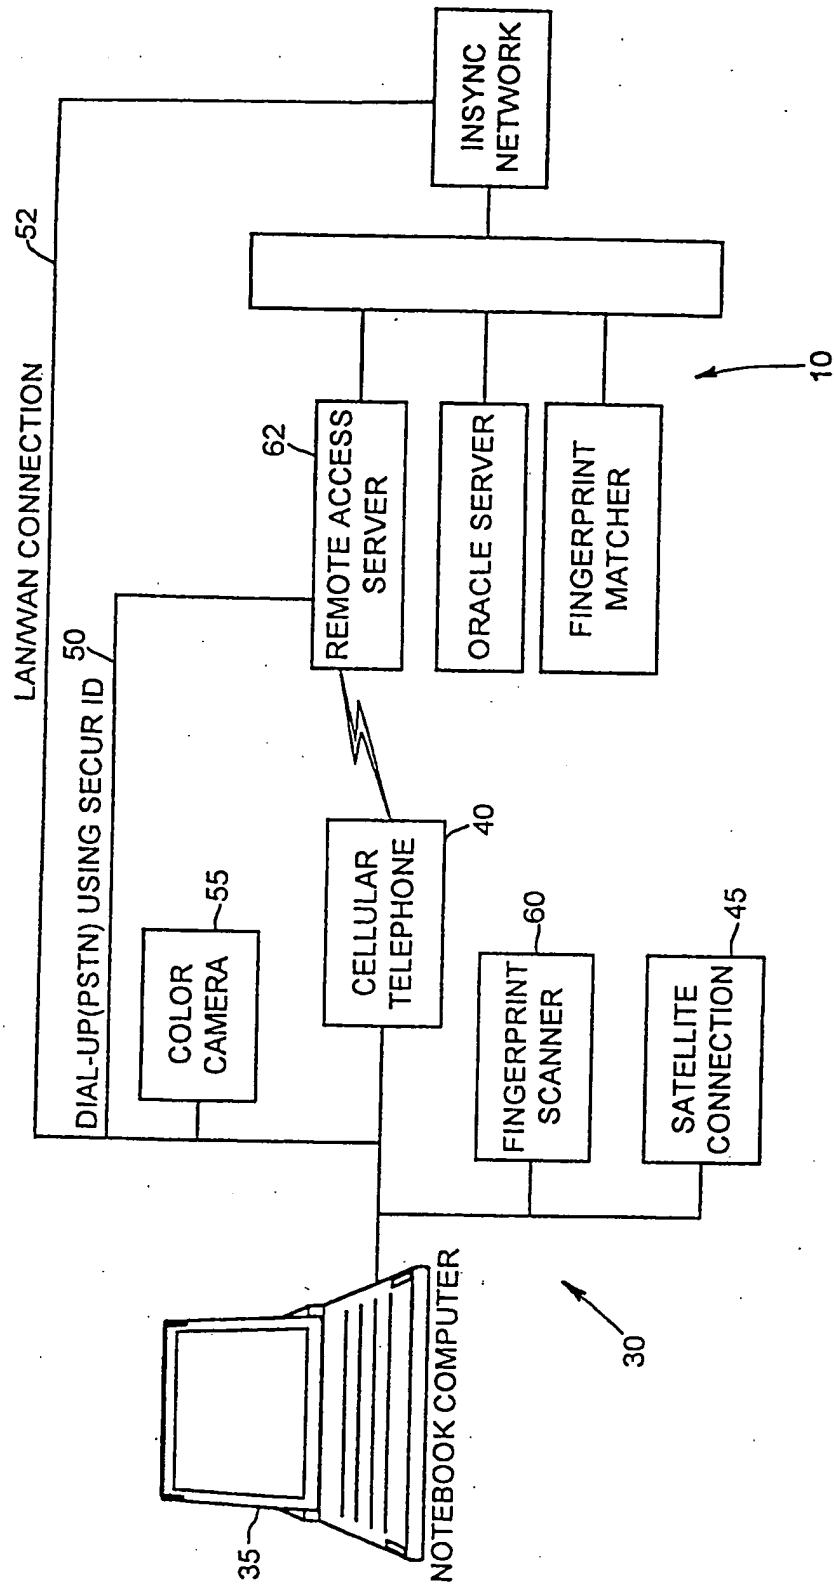 LAN/WAN CONNECTION
52
DIAL-UP(PSTN) USING SECUR ID
50
COLOR
CAMERA
55
35
NOTEBOOK COMPUTER
CELLULAR
TELEPHONE
40
REMOTE ACCESS
SERVER
62
INSYNC
NETWORK
ORACLE SERVER
FINGERPRINT
MATCHER
FINGERPRINT
SCANNER
60
SATELLITE
CONNECTION
45
30
10